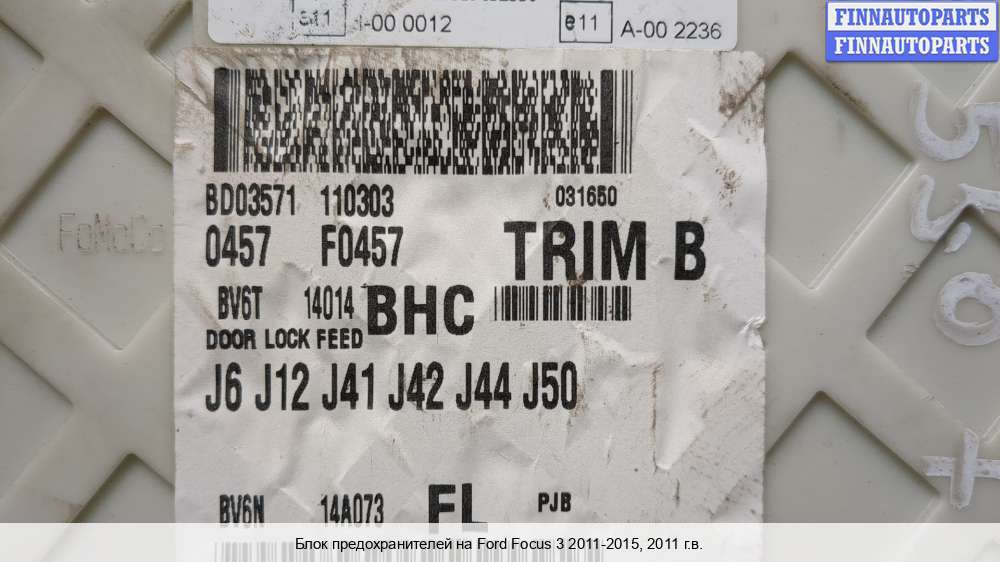 FINNAUTOPARTS
FINNAUTOPARTS
e11 I-00 0012 e11 A-00 2236
BD03571 110303 031650
0457 F0457 TRIM B
BV6T 14014 BHC
DOOR LOCK FEED
J6 J12 J41 J42 J44 J50
FoMoCo
BV6N 14A073 FL PJB
Блок предохранителей на Ford Focus 3 2011-2015, 2011 г.в.